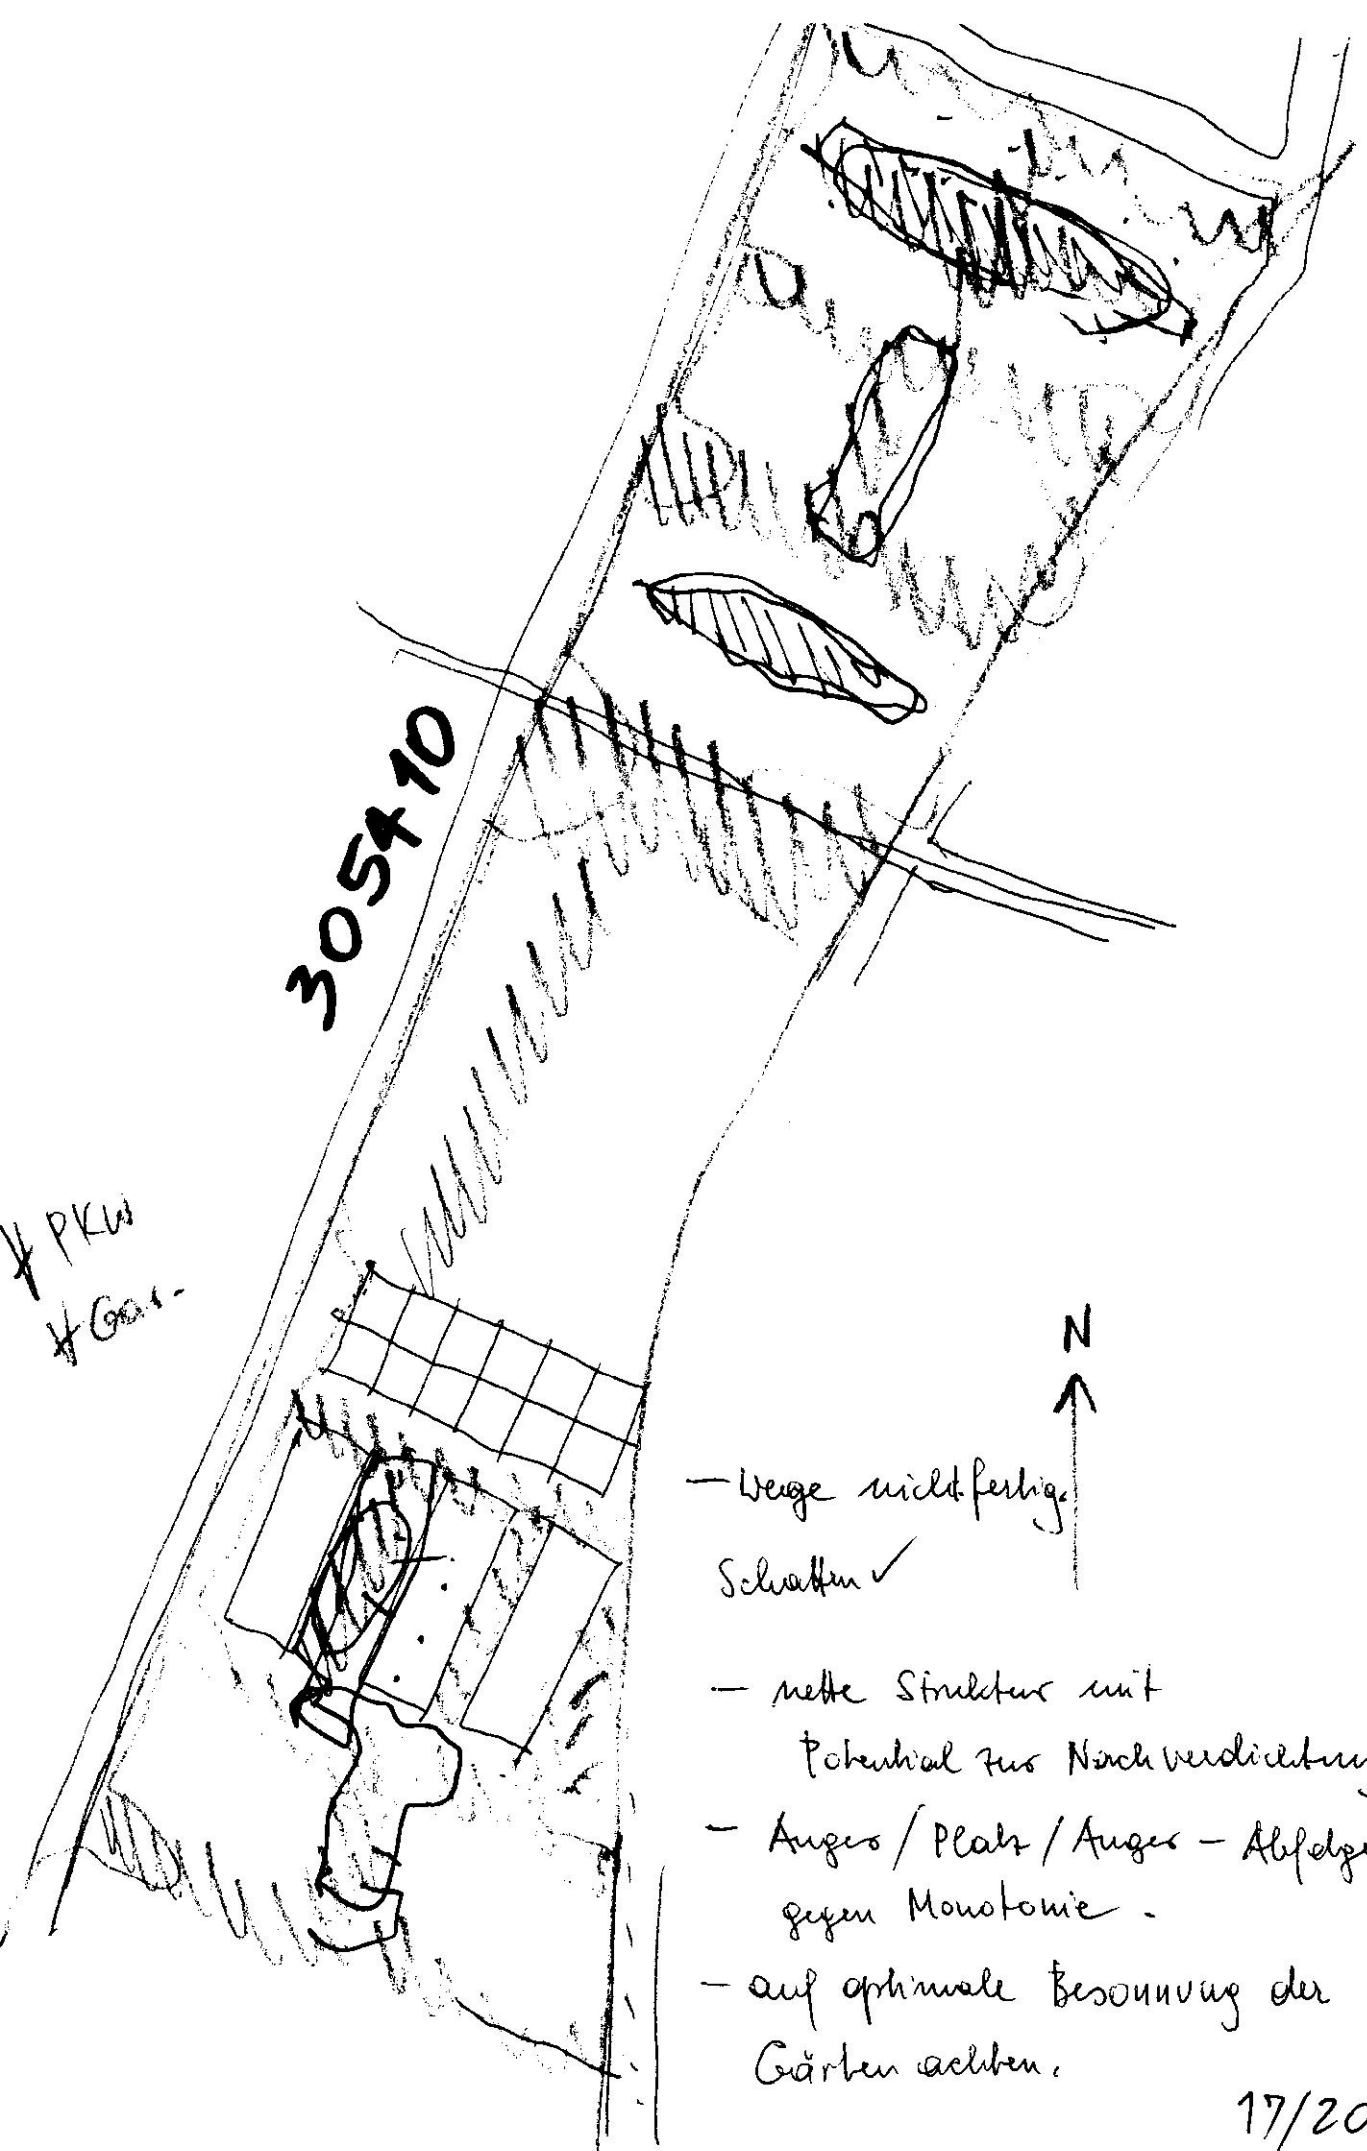 305410
# PKW
# Gar.
N
- Wege nicht fertig.
Schatten ✓
- nette Struktur mit
Potential zur Nachverdichtung
- Anger / Platz / Anger - Abfolge
gegen Monotonie.
- auf optimale Besonnung der
Gärten achten.
17/20